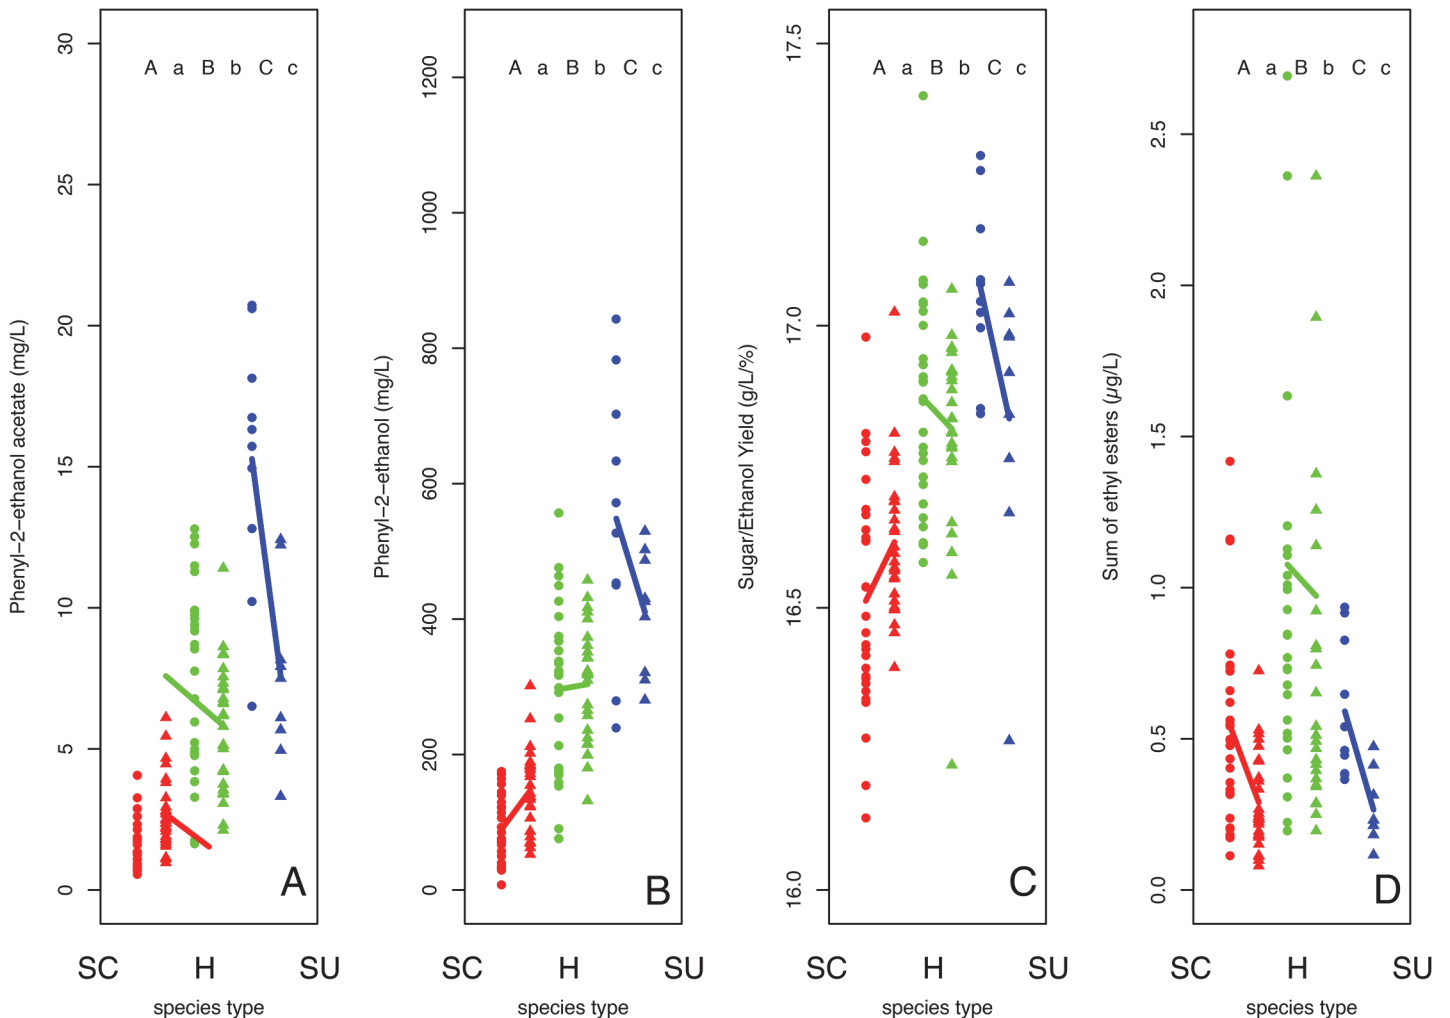 Phenyl−2−ethanol acetate (mg/L)
30
25
20
15
10
5
0
A a B b C c
A
SC H SU
species type
Phenyl−2−ethanol (mg/L)
1200
1000
800
600
400
200
0
A a B b C c
B
SC H SU
species type
Sugar/Ethanol Yield (g/L/%)
17.5
17.0
16.5
16.0
A a B b C c
C
SC H SU
species type
Sum of ethyl esters (µg/L)
2.5
2.0
1.5
1.0
0.5
0.0
A a B b C c
D
SC H SU
species type